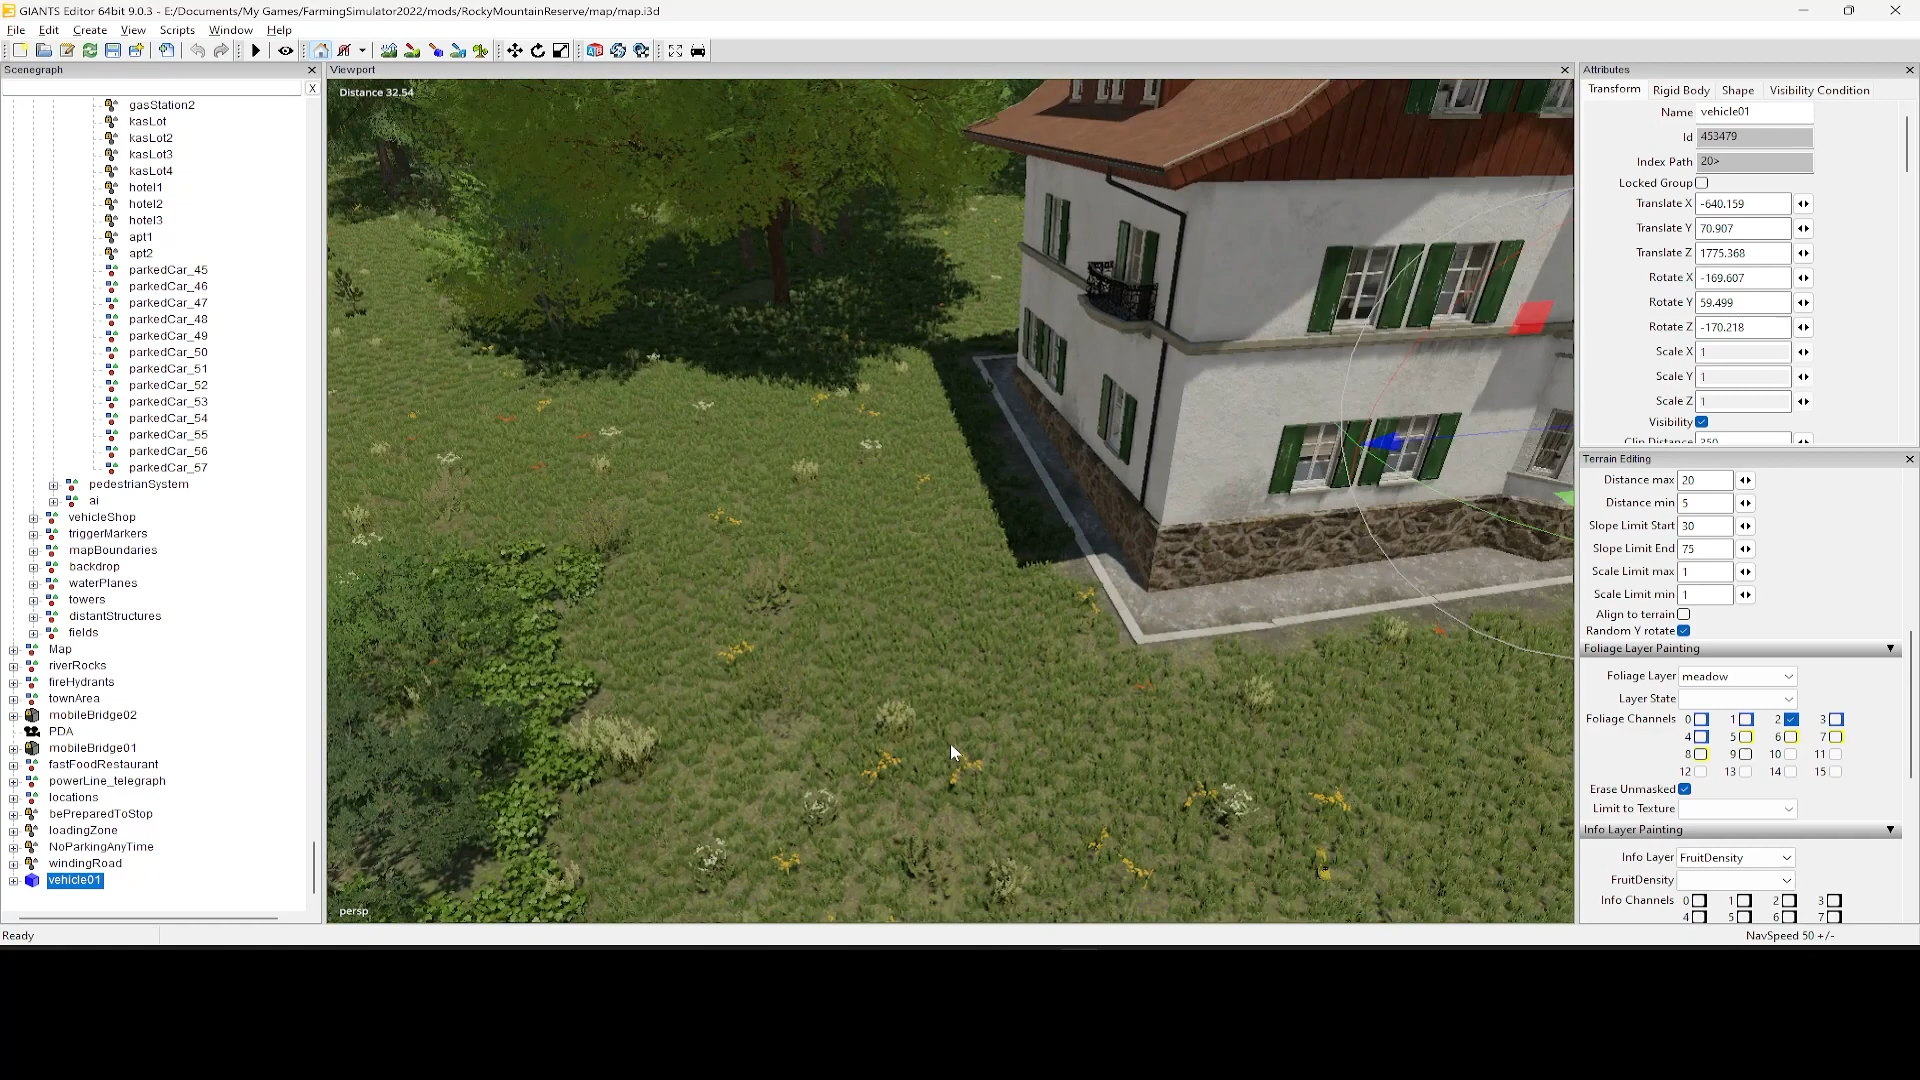 GIANTS Editor 64bit 9.0.3 - E:/Documents/My Games/FarmingSimulator2022/mods/RockyMountainReserve/map/map.i3d
File Edit Create View Scripts Window Help
Scenegraph
X
gasStation2
kasLot
kasLot2
kasLot3
kasLot4
hotel1
hotel2
hotel3
apt1
apt2
parkedCar_45
parkedCar_46
parkedCar_47
parkedCar_48
parkedCar_49
parkedCar_50
parkedCar_51
parkedCar_52
parkedCar_53
parkedCar_54
parkedCar_55
parkedCar_56
parkedCar_57
pedestrianSystem
ai
vehicleShop
triggerMarkers
mapBoundaries
backdrop
waterPlanes
towers
distantStructures
fields
Map
riverRocks
fireHydrants
townArea
mobileBridge02
PDA
mobileBridge01
fastFoodRestaurant
powerLine_telegraph
locations
bePreparedToStop
loadingZone
NoParkingAnyTime
windingRoad
vehicle01
Viewport
Distance 32.54
persp
Attributes
Transform Rigid Body Shape Visibility Condition
Name vehicle01
Id 453479
Index Path 20>
Locked Group
Translate X -640.159
Translate Y 70.907
Translate Z 1775.368
Rotate X -169.607
Rotate Y 59.499
Rotate Z -170.218
Scale X 1
Scale Y 1
Scale Z 1
Visibility
Clip Distance 350
Terrain Editing
Distance max 20
Distance min 5
Slope Limit Start 30
Slope Limit End 75
Scale Limit max 1
Scale Limit min 1
Align to terrain
Random Y rotate
Foliage Layer Painting
Foliage Layer meadow
Layer State
Foliage Channels 0 1 2 3
4 5 6 7
8 9 10 11
12 13 14 15
Erase Unmasked
Limit to Texture
Info Layer Painting
Info Layer FruitDensity
FruitDensity
Info Channels 0 1 2 3
4 5 6 7
Ready
NavSpeed 50 +/-